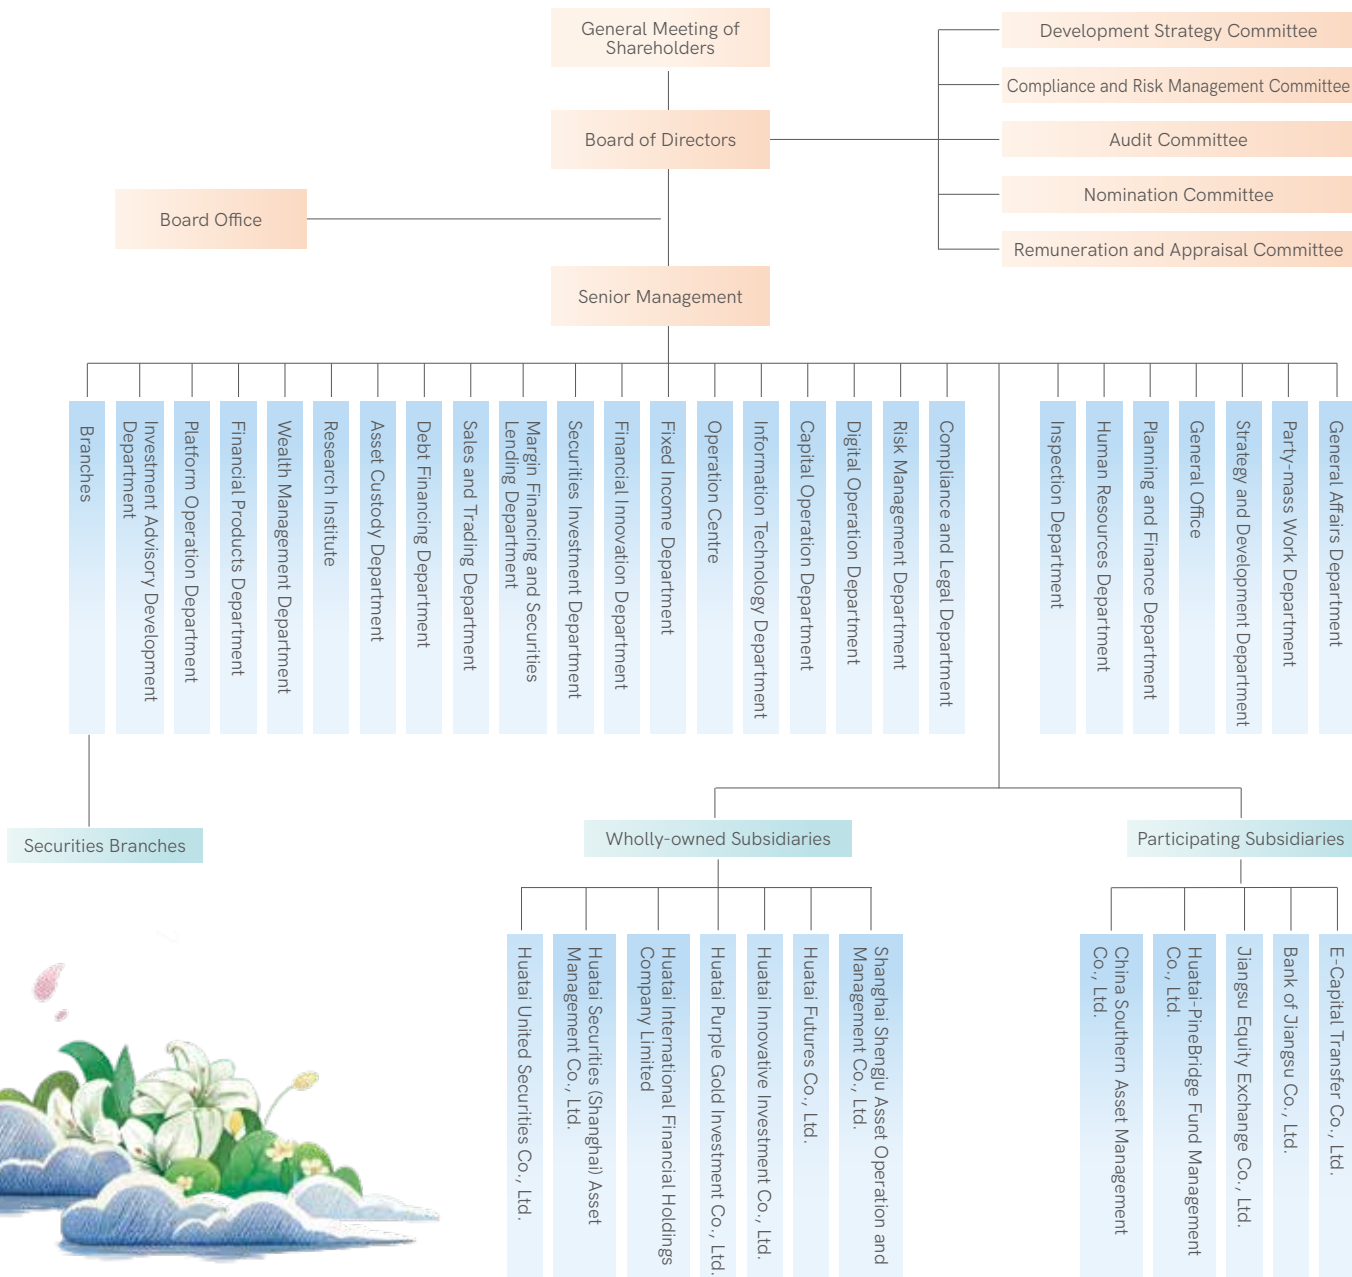 General Meeting of
Shareholders
Development Strategy Committee
Compliance and Risk Management Committee
Board of Directors
Audit Committee
Nomination Committee
Board Office
Remuneration and Appraisal Committee
Senior Management
Branches
Investment Advisory Development
Department
Platform Operation Department
Financial Products Department
Wealth Management Department
Research Institute
Asset Custody Department
Debt Financing Department
Sales and Trading Department
Margin Financing and Securities
Lending Department
Securities Investment Department
Financial Innovation Department
Fixed Income Department
Operation Centre
Information Technology Department
Capital Operation Department
Digital Operation Department
Risk Management Department
Compliance and Legal Department
Inspection Department
Human Resources Department
Planning and Finance Department
General Office
Strategy and Development Department
Party-mass Work Department
General Affairs Department
Securities Branches
Wholly-owned Subsidiaries
Participating Subsidiaries
Huatai United Securities Co., Ltd.
Huatai Securities (Shanghai) Asset
Management Co., Ltd.
Huatai International Financial Holdings
Company Limited
Huatai Purple Gold Investment Co., Ltd.
Huatai Innovative Investment Co., Ltd.
Huatai Futures Co., Ltd.
Shanghai Shengju Asset Operation and
Management Co., Ltd.
China Southern Asset Management
Co., Ltd.
Huatai-PineBridge Fund Management
Co., Ltd.
Jiangsu Equity Exchange Co., Ltd.
Bank of Jiangsu Co., Ltd.
E-Capital Transfer Co., Ltd.